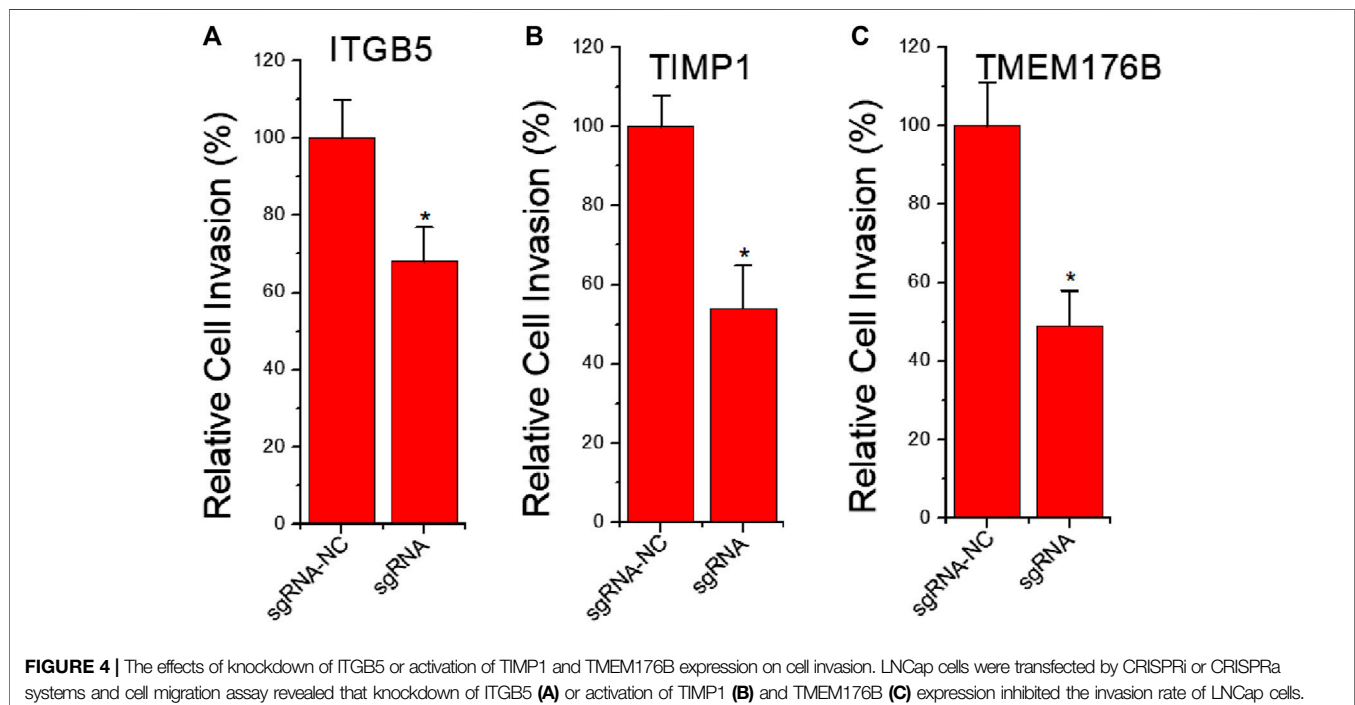 A
ITGB5
Relative Cell Invasion (%)
120
100
80
60
40
20
0
sgRNA-NC
sgRNA
*
B
TIMP1
Relative Cell Invasion (%)
120
100
80
60
40
20
0
sgRNA-NC
sgRNA
*
C
TMEM176B
Relative Cell Invasion (%)
120
100
80
60
40
20
0
sgRNA-NC
sgRNA
*
FIGURE 4 | The effects of knockdown of ITGB5 or activation of TIMP1 and TMEM176B expression on cell invasion. LNCap cells were transfected by CRISPRi or CRISPRa
systems and cell migration assay revealed that knockdown of ITGB5 (A) or activation of TIMP1 (B) and TMEM176B (C) expression inhibited the invasion rate of LNCap cells.